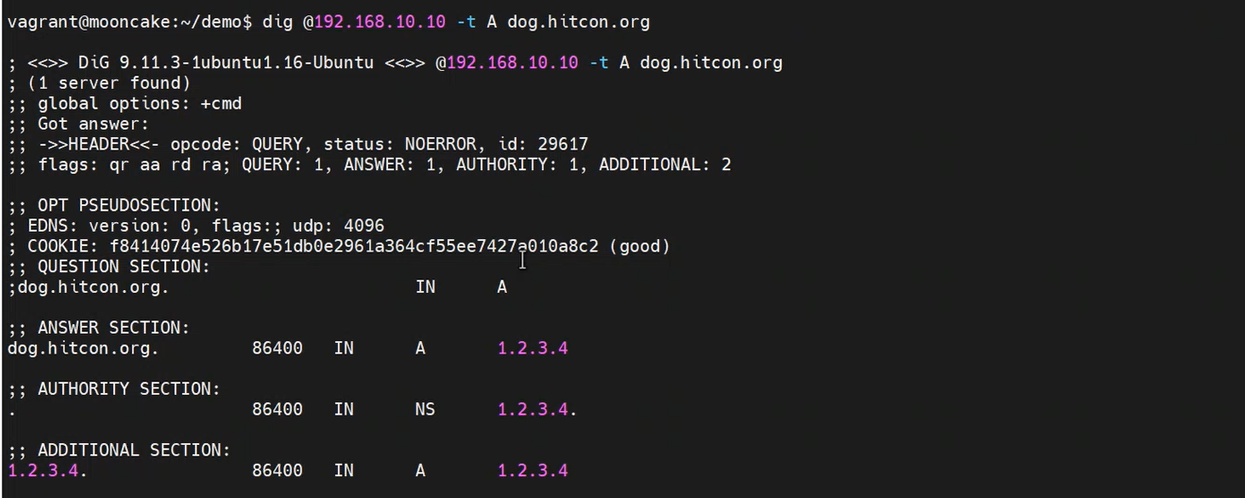 vagrant@mooncake:~/demo$ dig @192.168.10.10 -t A dog.hitcon.org
; <<>> DiG 9.11.3-1ubuntu1.16-Ubuntu <<>> @192.168.10.10 -t A dog.hitcon.org
; (1 server found)
;; global options: +cmd
;; Got answer:
;; ->>HEADER<<- opcode: QUERY, status: NOERROR, id: 29617
;; flags: qr aa rd ra; QUERY: 1, ANSWER: 1, AUTHORITY: 1, ADDITIONAL: 2
;; OPT PSEUDOSECTION:
; EDNS: version: 0, flags:; udp: 4096
; COOKIE: f8414074e526b17e51db0e2961a364cf55ee7427a010a8c2 (good)
;; QUESTION SECTION:
;dog.hitcon.org. IN A
;; ANSWER SECTION:
dog.hitcon.org. 86400 IN A 1.2.3.4
;; AUTHORITY SECTION:
. 86400 IN NS 1.2.3.4.
;; ADDITIONAL SECTION:
1.2.3.4. 86400 IN A 1.2.3.4